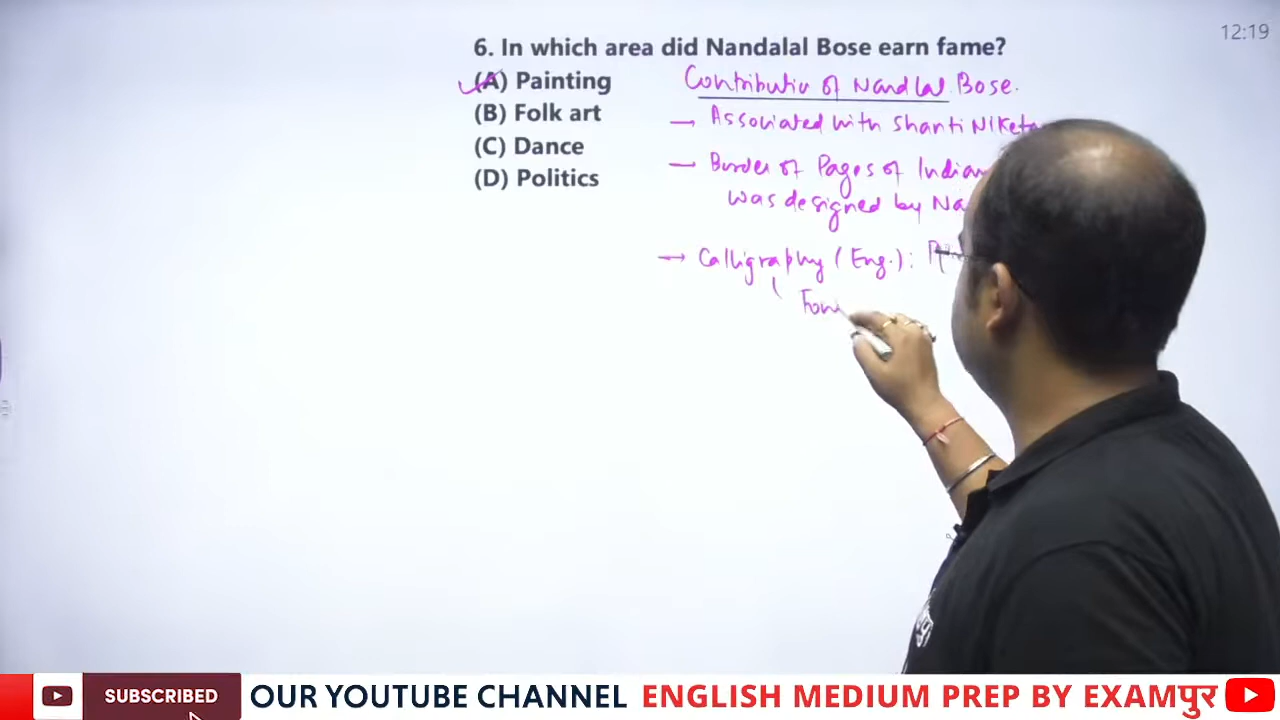 12:19
6. In which area did Nandalal Bose earn fame?
(A) Painting
(B) Folk art
(C) Dance
(D) Politics
Contributio of Nandlal Bose.
→ Associated with Shanti Niketa
→ Border of Pages of Indian
was designed by Na
→ Calligraphy (Eng.):
Fon
SUBSCRIBED
OUR YOUTUBE CHANNEL ENGLISH MEDIUM PREP BY EXAMपुर